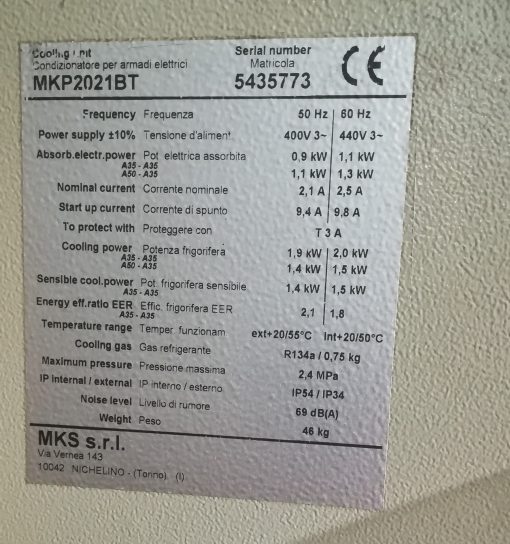 Cooling unit Serial number
Condizionatore per armadi elettrici Matricola
MKP2021BT 5435773 CE
Frequency Frequenza 50 Hz 60 Hz
Power supply ±10% Tensione d'aliment. 400V 3~ 440V 3~
Absorb.electr.power Pot. elettrica assorbita 0,9 kW 1,1 kW
A35 - A35
A50 - A35 1,1 kW 1,3 kW
Nominal current Corrente nominale 2,1 A 2,5 A
Start up current Corrente di spunto 9,4 A 9,8 A
To protect with Proteggere con T 3 A
Cooling power Potenza frigorifera 1,9 kW 2,0 kW
A35 - A35
A50 - A35 1,4 kW 1,5 kW
Sensible cool.power Pot. frigorifera sensibile 1,4 kW 1,5 kW
A35 - A35
Energy eff.ratio EER Effic. frigorifera EER 2,1 1,8
A35 - A35
Temperature range Temper. funzionam. ext+20/55°C Int+20/50°C
Cooling gas Gas refrigerante R134a / 0,75 kg
Maximum pressure Pressione massima 2,4 MPa
IP internal / external IP interno / esterno IP54 / IP34
Noise level Livello di rumore 69 dB(A)
Weight Peso 46 kg
MKS s.r.l.
Via Vernea 143
10042 NICHELINO - (Torino) (I)